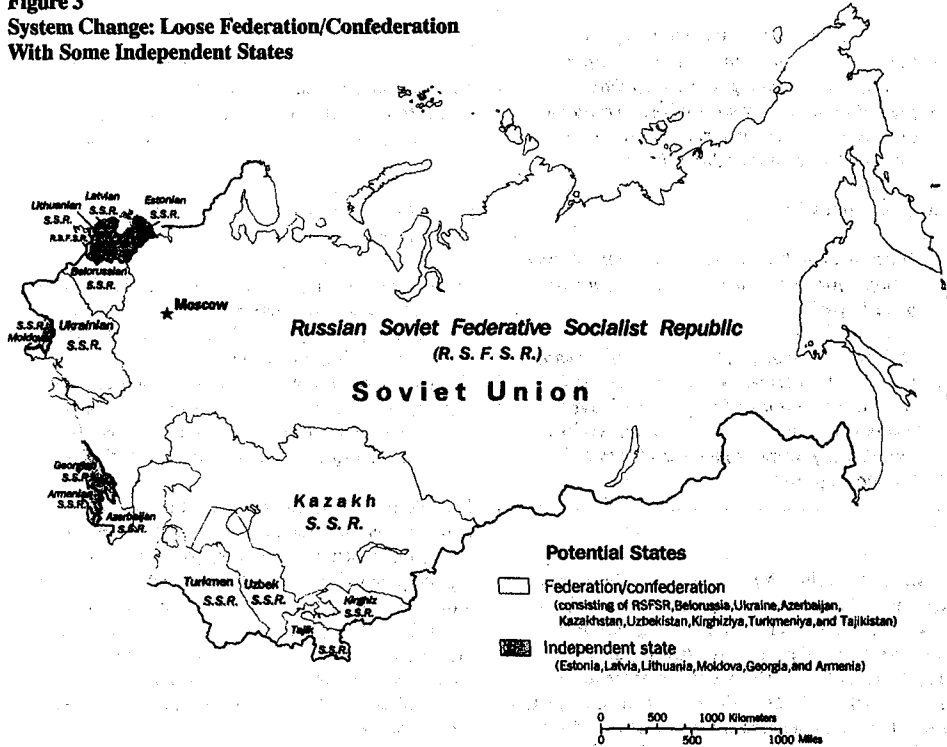 Figure 3
System Change: Loose Federation/Confederation
With Some Independent States
Latvian
S.S.R.
Lithuanian
S.S.R.
Estonian
S.S.R.
R.S.F.S.R.
Belorussian
S.S.R.
Moscow
S.S.R.
Moldova
Ukrainian
S.S.R.
Russian Soviet Federative Socialist Republic
(R. S. F. S. R.)
Soviet Union
Georgian
S.S.R.
Armenian
S.S.R.
Azerbaijan
S.S.R.
Kazakh
S. S. R.
Turkmen
S.S.R.
Uzbek
S.S.R.
Kirghiz
S.S.R.
Tajik
S.S.R.
Potential States
Federation/confederation
(consisting of RSFSR,Belorussia,Ukraine,Azerbaijan,
Kazakhstan,Uzbekistan,Kirghiziya,Turkmeniya,and Tajikistan)
Independent state
(Estonia,Latvia,Lithuania,Moldova,Georgia,and Armenia)
0 500 1000 Kilometers
0 500 1000 Miles